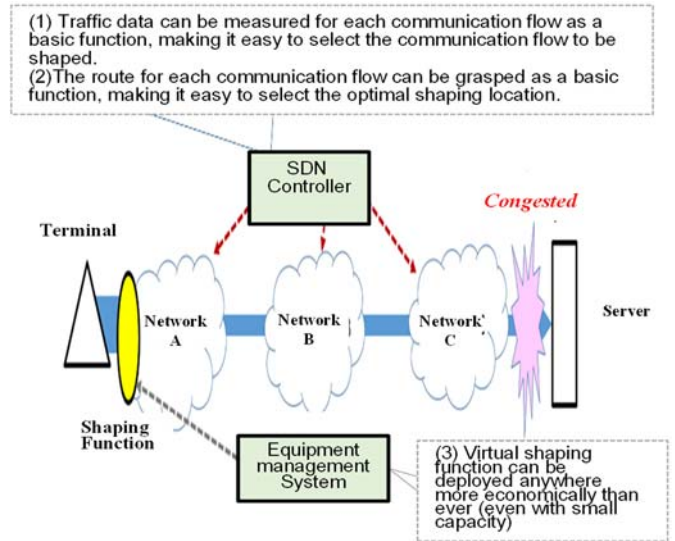 (1) Traffic data can be measured for each communication flow as a
basic function, making it easy to select the communication flow to be
shaped.
(2)The route for each communication flow can be grasped as a basic
function, making it easy to select the optimal shaping location.
SDN
Controller
Congested
Terminal
Server
Network
A
Network
B
Network
C
Shaping
Function
Equipment
management
System
(3) Virtual shaping
function can be
deployed anywhere
more economically than
ever (even with small
capacity)